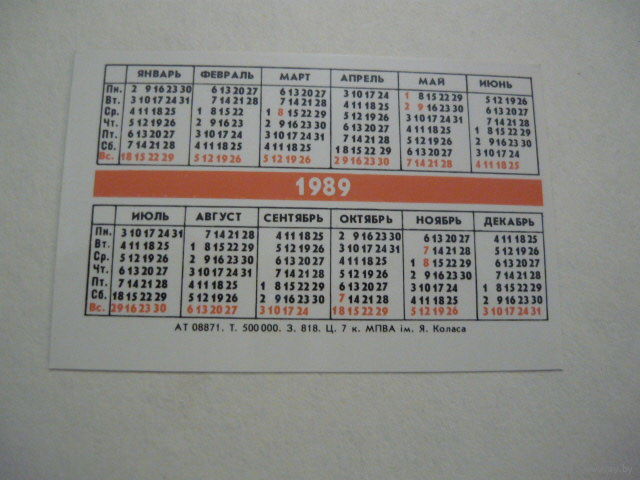 ЯНВАРЬ ФЕВРАЛЬ МАРТ АПРЕЛЬ МАЙ ИЮНЬ
Пн. 2 9 16 23 30 6 13 20 27 6 13 20 27 3 10 17 24 1 8 15 22 29 5 12 19 26
Вт. 3 10 17 24 31 7 14 21 28 7 14 21 28 4 11 18 25 2 9 16 23 30 6 13 20 27
Ср. 4 11 18 25 1 8 15 22 1 8 15 22 29 5 12 19 26 3 10 17 24 31 7 14 21 28
Чт. 5 12 19 26 2 9 16 23 2 9 16 23 30 6 13 20 27 4 11 18 25 1 8 15 22 29
Пт. 6 13 20 27 3 10 17 24 3 10 17 24 31 7 14 21 28 5 12 19 26 2 9 16 23 30
Сб. 7 14 21 28 4 11 18 25 4 11 18 25 1 8 15 22 29 6 13 20 27 3 10 17 24
Вс. 1 8 15 22 29 5 12 19 26 5 12 19 26 2 9 16 23 30 7 14 21 28 4 11 18 25
1989
ИЮЛЬ АВГУСТ СЕНТЯБРЬ ОКТЯБРЬ НОЯБРЬ ДЕКАБРЬ
Пн. 3 10 17 24 31 7 14 21 28 4 11 18 25 2 9 16 23 30 6 13 20 27 4 11 18 25
Вт. 4 11 18 25 1 8 15 22 29 5 12 19 26 3 10 17 24 31 7 14 21 28 5 12 19 26
Ср. 5 12 19 26 2 9 16 23 30 6 13 20 27 4 11 18 25 1 8 15 22 29 6 13 20 27
Чт. 6 13 20 27 3 10 17 24 31 7 14 21 28 5 12 19 26 2 9 16 23 30 7 14 21 28
Пт. 7 14 21 28 4 11 18 25 1 8 15 22 29 6 13 20 27 3 10 17 24 1 8 15 22 29
Сб. 1 8 15 22 29 5 12 19 26 2 9 16 23 30 7 14 21 28 4 11 18 25 2 9 16 23 30
Вс. 2 9 16 23 30 6 13 20 27 3 10 17 24 1 8 15 22 29 5 12 19 26 3 10 17 24 31
АТ 08871. Т. 500 000. З. 818. Ц. 7 к. МПВА ім. Я. Коласа